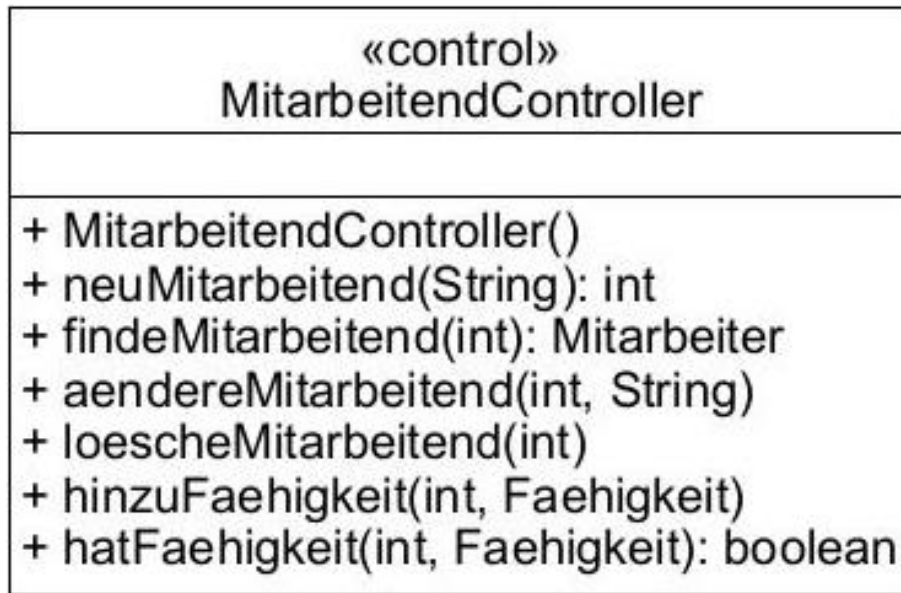 «control»
MitarbeitendController
+ MitarbeitendController()
+ neuMitarbeitend(String): int
+ findeMitarbeitend(int): Mitarbeiter
+ aendereMitarbeitend(int, String)
+ loescheMitarbeitend(int)
+ hinzuFaehigkeit(int, Faehigkeit)
+ hatFaehigkeit(int, Faehigkeit): boolean